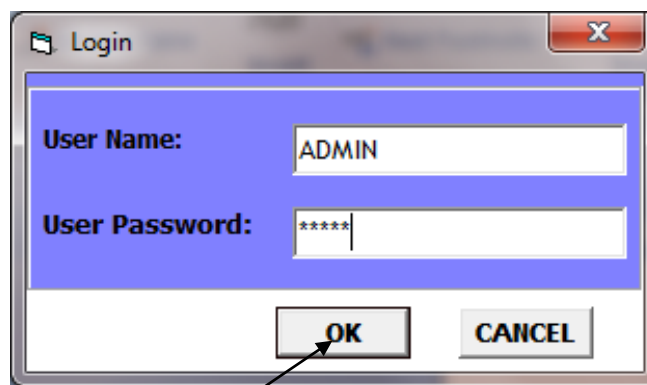 Login
User Name:
ADMIN
User Password:
*****
OK
CANCEL